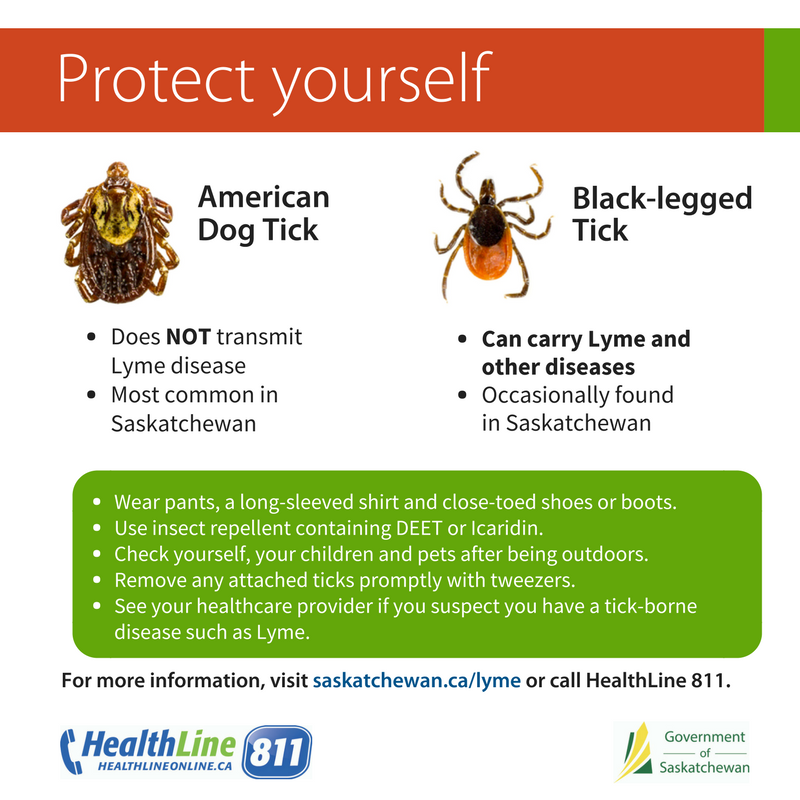 Protect yourself
American
Dog Tick
• Does NOT transmit
Lyme disease
• Most common in
Saskatchewan
Black-legged
Tick
• Can carry Lyme and
other diseases
• Occasionally found
in Saskatchewan
• Wear pants, a long-sleeved shirt and close-toed shoes or boots.
• Use insect repellent containing DEET or Icaridin.
• Check yourself, your children and pets after being outdoors.
• Remove any attached ticks promptly with tweezers.
• See your healthcare provider if you suspect you have a tick-borne
disease such as Lyme.
For more information, visit saskatchewan.ca/lyme or call HealthLine 811.
HealthLine 811
HEALTHLINEONLINE.CA
Government
of
Saskatchewan